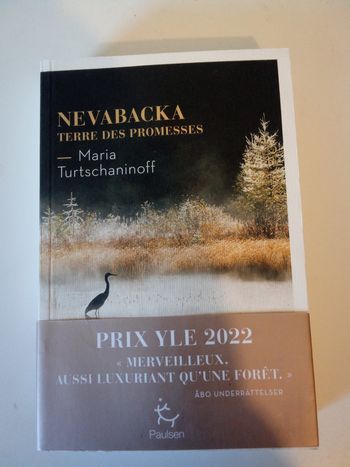 NEVABACKA
TERRE DES PROMESSES
— Maria
Turtschaninoff
PRIX YLE 2022
« MERVEILLEUX,
AUSSI LUXURIANT QU'UNE FORÊT. »
ÅBO UNDERRÄTTELSER
Paulsen